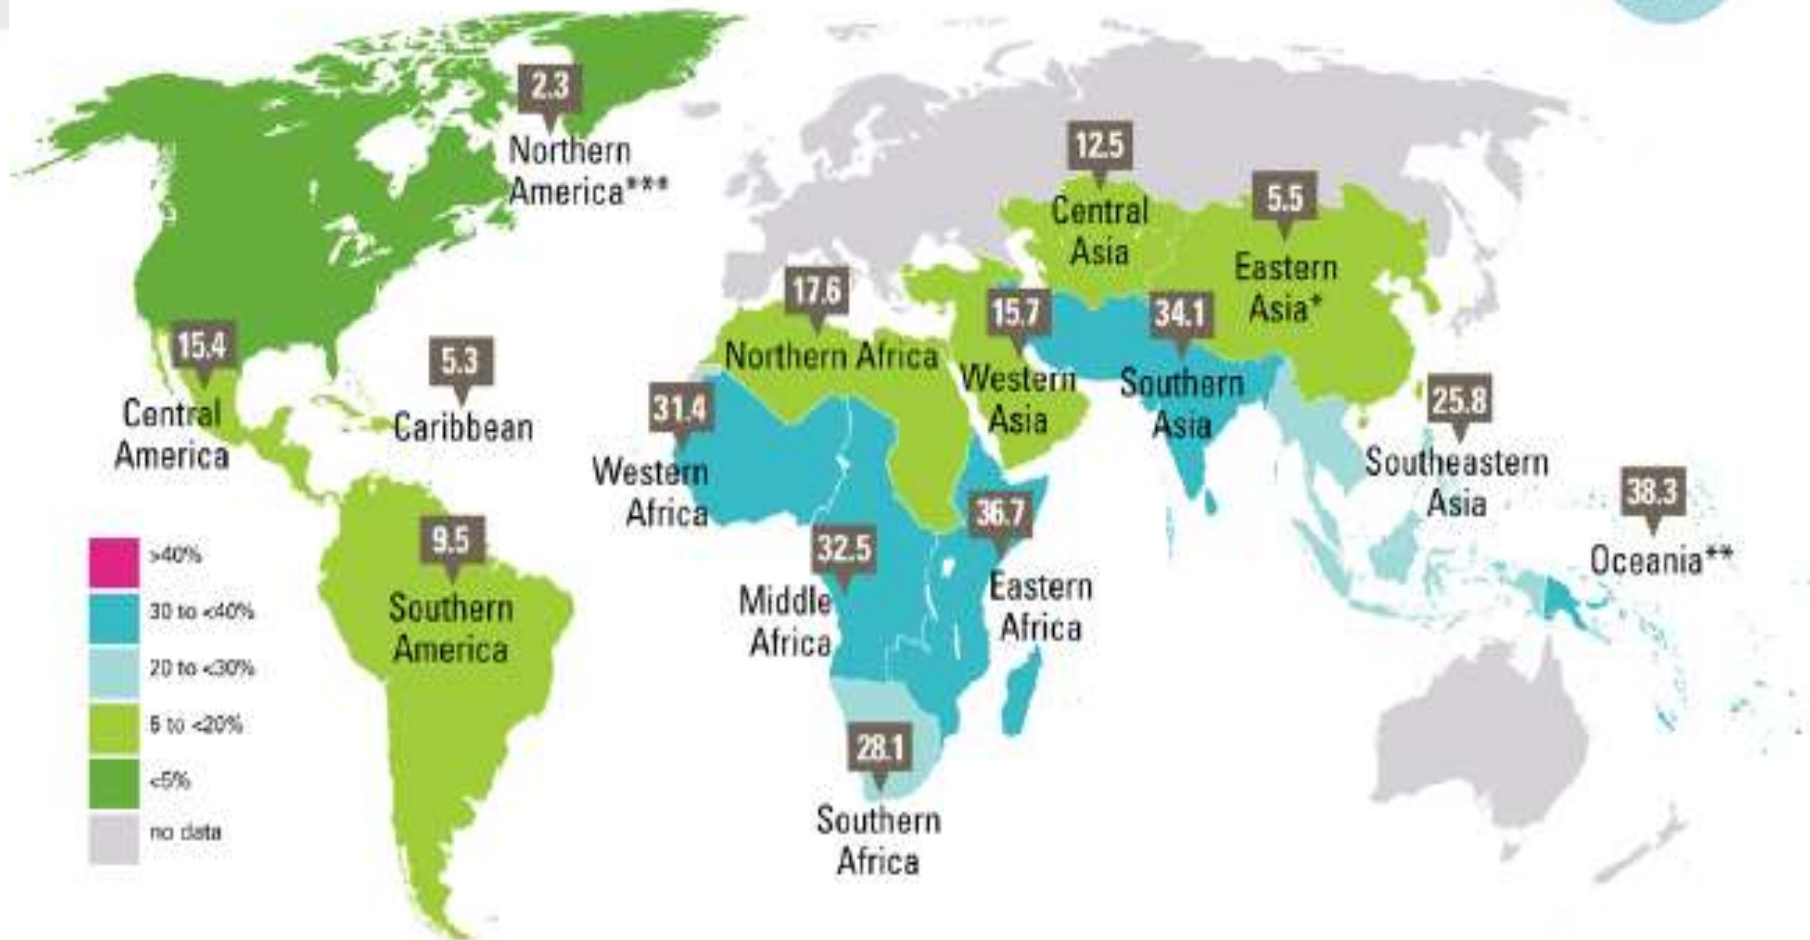 2.3
Northern
America***
12.5
Central
Asia
5.5
Eastern
Asia*
17.6
Northern Africa
15.7
Western
Asia
34.1
Southern
Asia
15.4
Central
America
5.3
Caribbean
31.4
Western
Africa
25.8
Southeastern
Asia
38.3
Oceania**
36.7
Eastern
Africa
32.5
Middle
Africa
9.5
Southern
America
28.1
Southern
Africa
>40%
30 to <40%
20 to <30%
5 to <20%
<5%
no data